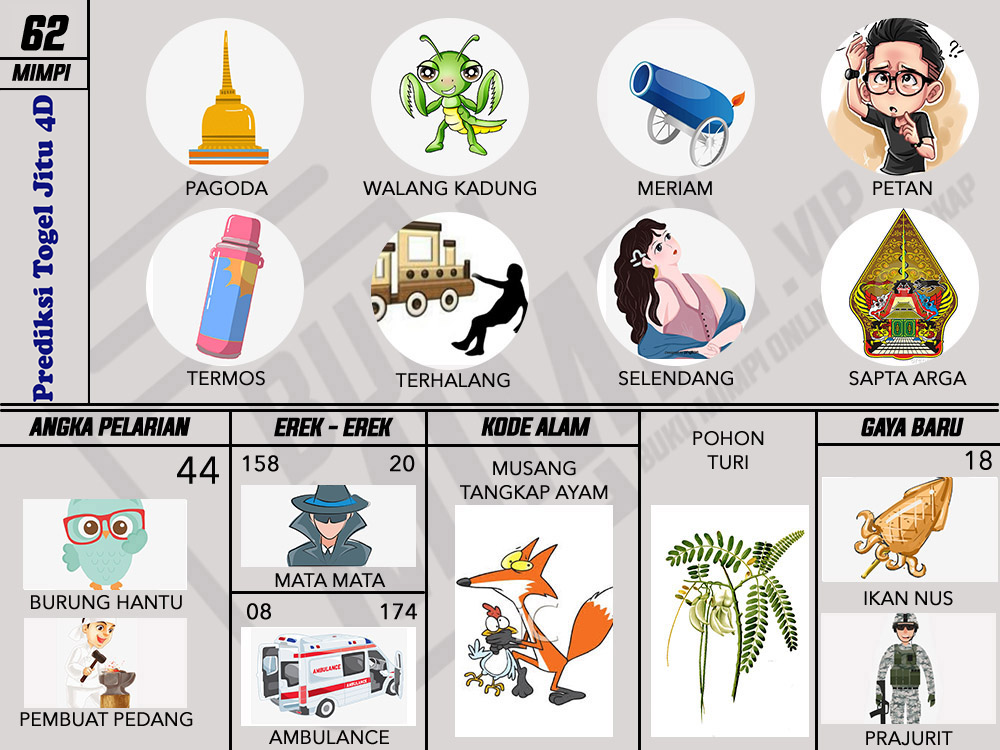 62
MIMPI
Prediksi Togel Jitu 4D
PAGODA
WALANG KADUNG
MERIAM
PETAN
TERMOS
TERHALANG
SELENDANG
SAPTA ARGA
ANGKA PELARIAN
44
BURUNG HANTU
PEMBUAT PEDANG
EREK - EREK
158 20
MATA MATA
08 174
AMBULANCE
AMBULANCE
KODE ALAM
MUSANG
TANGKAP AYAM
POHON
TURI
GAYA BARU
18
IKAN NUS
PRAJURIT